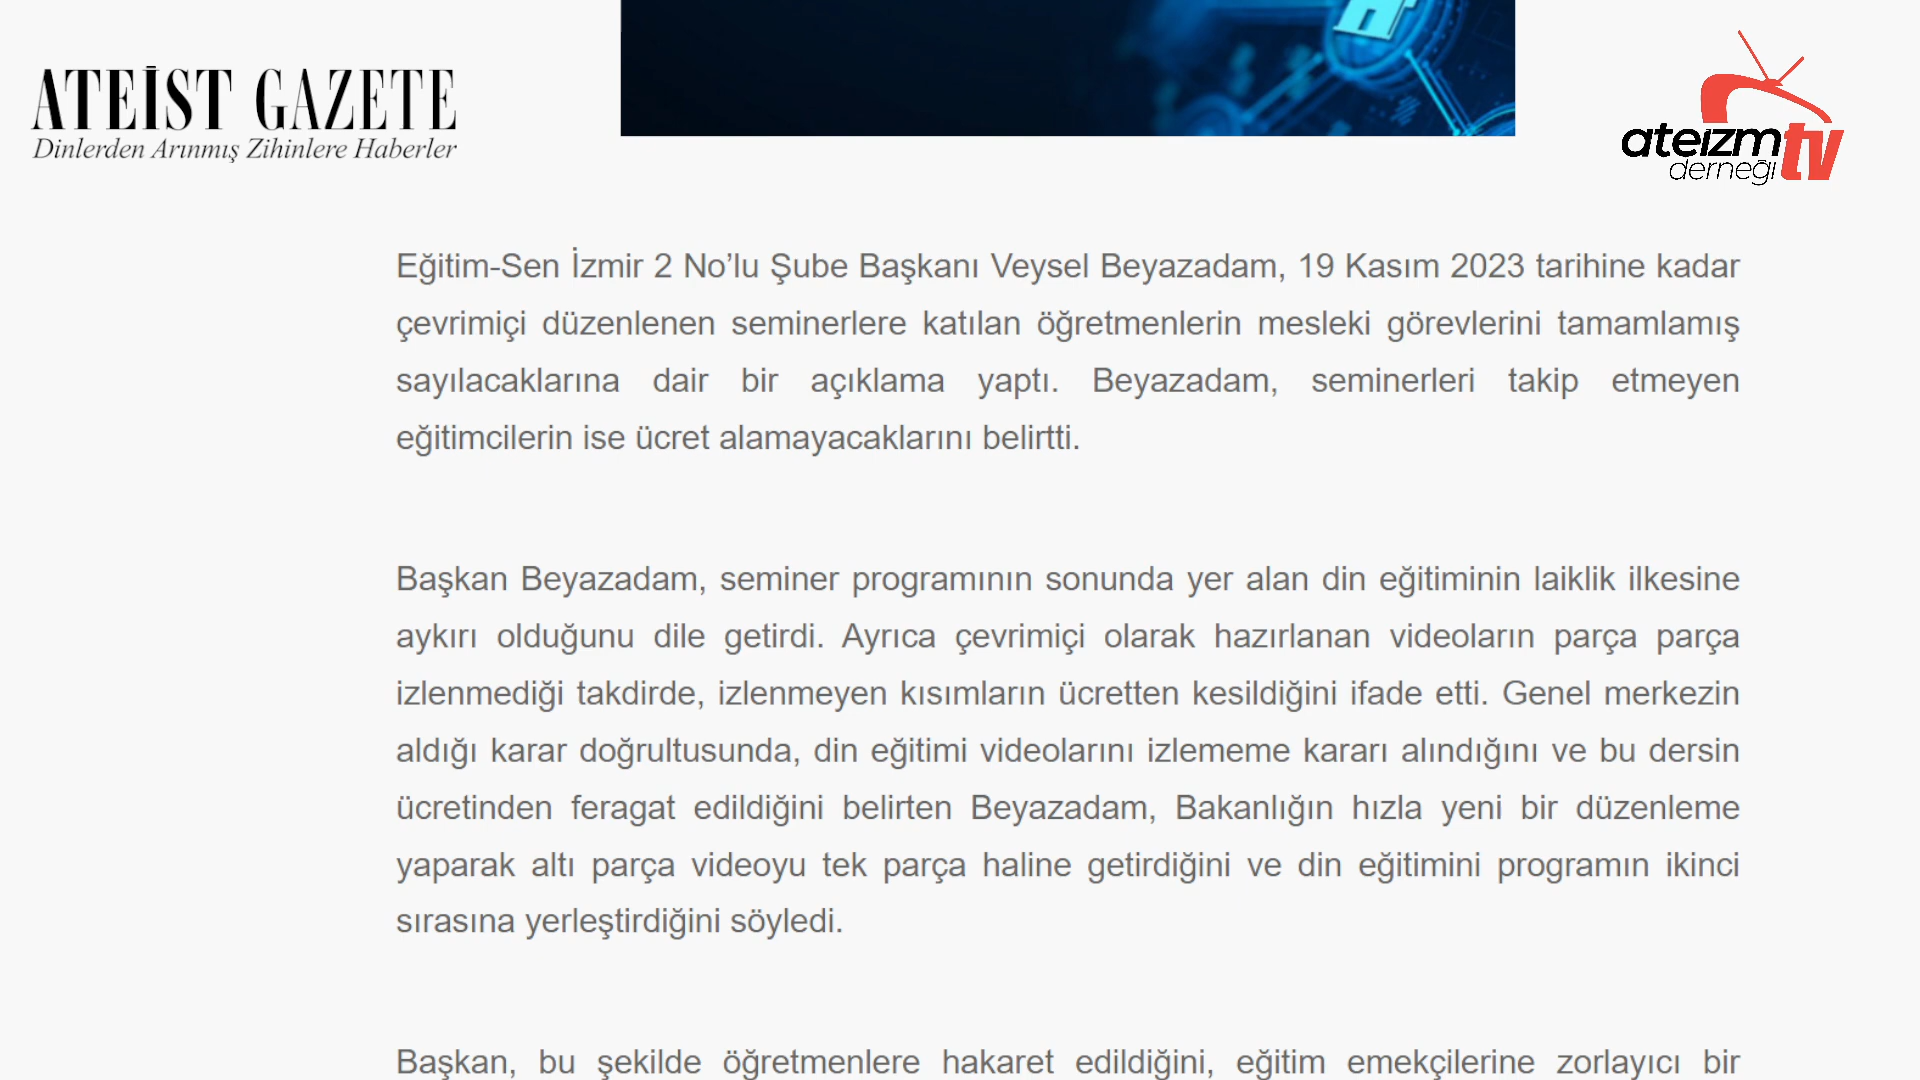 ATEİST GAZETE
Dinlerden Arınmış Zihinlere Haberler
ateizm
derneği
tv
Eğitim-Sen İzmir 2 No’lu Şube Başkanı Veysel Beyazadam, 19 Kasım 2023 tarihine kadar
çevrimiçi düzenlenen seminerlere katılan öğretmenlerin mesleki görevlerini tamamlamış
sayılacaklarına dair bir açıklama yaptı. Beyazadam, seminerleri takip etmeyen
eğitimcilerin ise ücret alamayacaklarını belirtti.
Başkan Beyazadam, seminer programının sonunda yer alan din eğitiminin laiklik ilkesine
aykırı olduğunu dile getirdi. Ayrıca çevrimiçi olarak hazırlanan videoların parça parça
izlenmediği takdirde, izlenmeyen kısımların ücretten kesildiğini ifade etti. Genel merkezin
aldığı karar doğrultusunda, din eğitimi videolarını izlememe kararı alındığını ve bu dersin
ücretinden feragat edildiğini belirten Beyazadam, Bakanlığın hızla yeni bir düzenleme
yaparak altı parça videoyu tek parça haline getirdiğini ve din eğitimini programın ikinci
sırasına yerleştirdiğini söyledi.
Başkan, bu şekilde öğretmenlere hakaret edildiğini, eğitim emekçilerine zorlayıcı bir